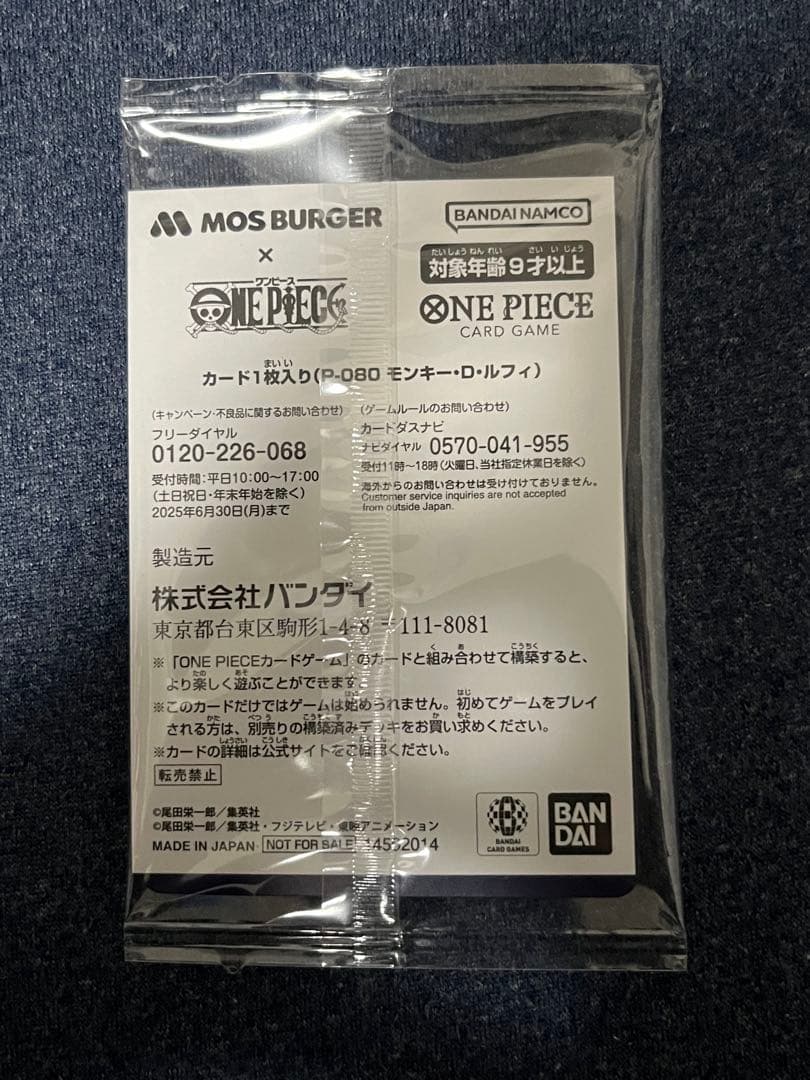 MOS BURGER
×
ワンピース
ONE PIECE
BANDAI NAMCO
たいしょうねんれい さいいじょう
対象年齢9才以上
ONE PIECE
CARD GAME
まいい
カード1枚入り(P-080 モンキー・D・ルフィ)
(キャンペーン・不良品に関するお問い合わせ)
フリーダイヤル
0120-226-068
受付時間:平日10:00〜17:00
(土日祝日・年末年始を除く)
2025年6月30日(月)まで
(ゲームルールのお問い合わせ)
カードダスナビ
ナビダイヤル 0570-041-955
受付11時〜18時(火曜日、当社指定休業日を除く)
海外からのお問い合わせは受け付けておりません。
Customer service inquiries are not accepted
from outside Japan.
製造元
株式会社バンダイ
東京都台東区駒形1-4-8 〒111-8081
※「ONE PIECEカードゲーム」のカードと組み合わせて構築すると、
より楽しく遊ぶことができます。
※このカードだけではゲームは始められません。初めてゲームをプレイ
される方は、別売りの構築済みデッキをお買い求めください。
※カードの詳細は公式サイトをご確認ください。
転売禁止
©尾田栄一郎/集英社
©尾田栄一郎/集英社・フジテレビ・東映アニメーション
MADE IN JAPAN NOT FOR SALE
BANDAI
CARD GAMES
BAN
DAI